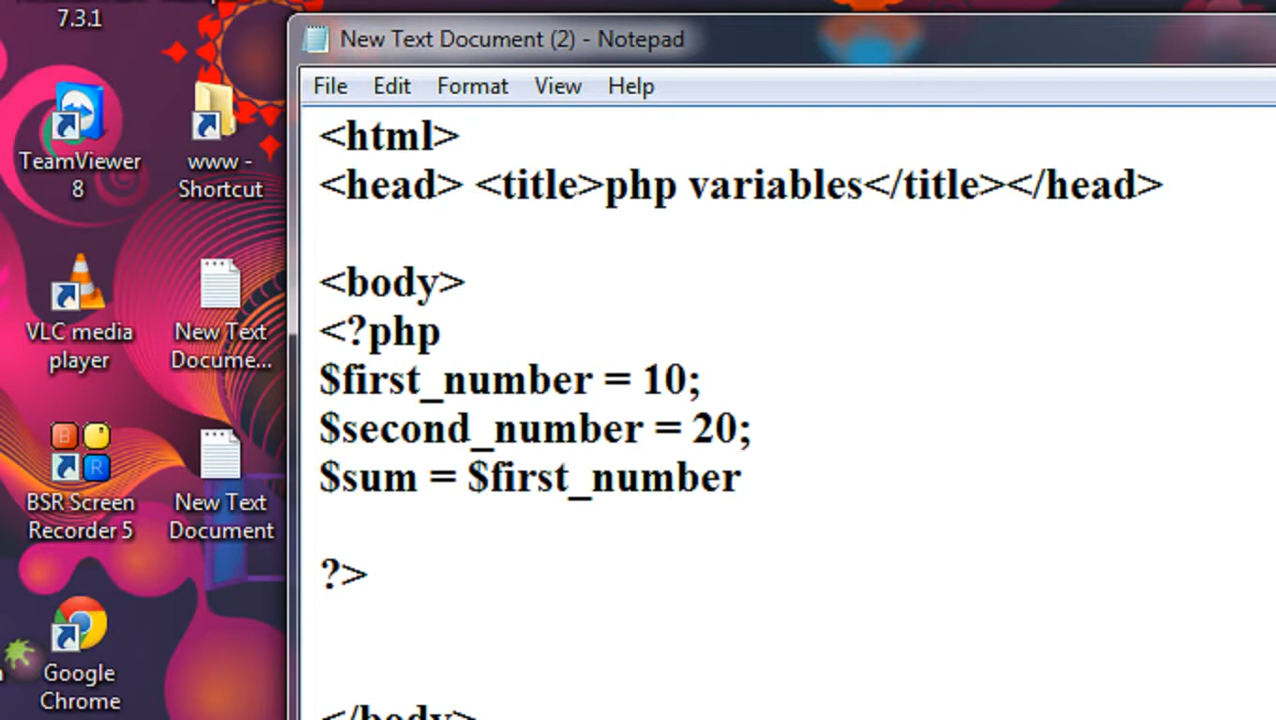 7.3.1
New Text Document (2) - Notepad
File Edit Format View Help
<html>
<head> <title>php variables</title></head>
<body>
<?php
$first_number = 10;
$second_number = 20;
$sum = $first_number
?>
</body>
TeamViewer
8
www -
Shortcut
VLC media
player
New Text
Docume...
BSR Screen
Recorder 5
New Text
Document
Google
Chrome